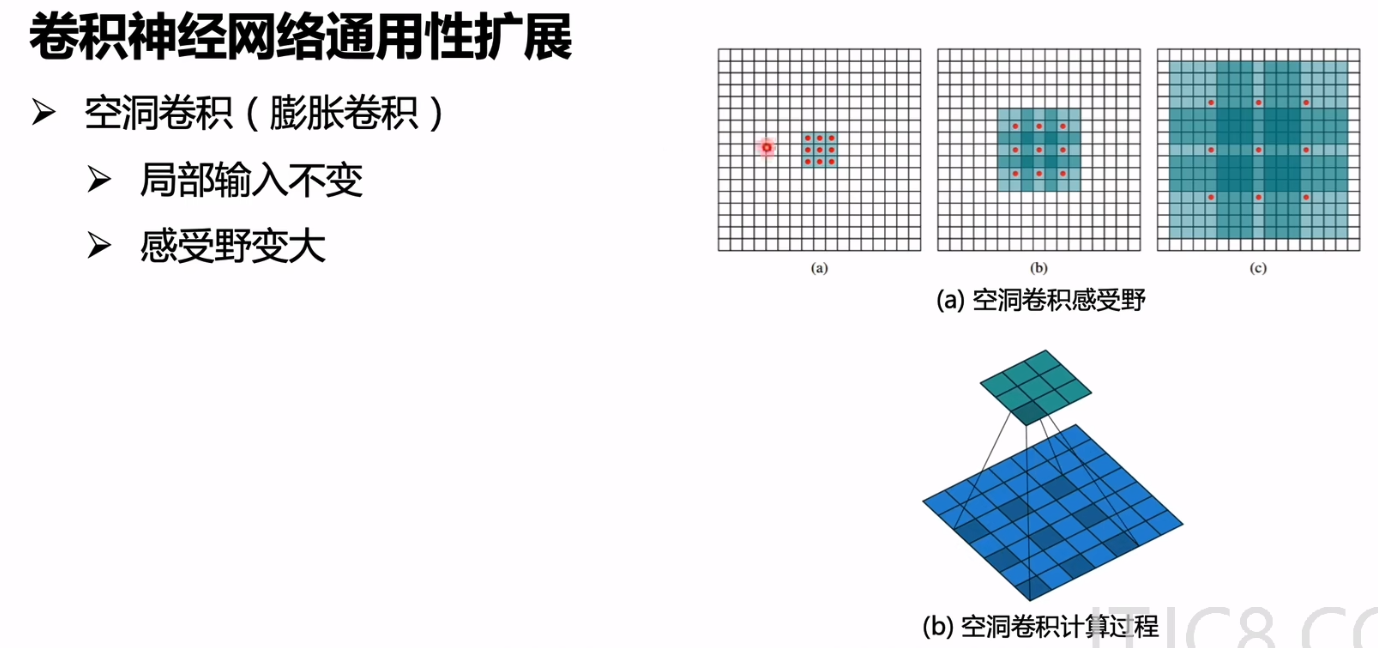 卷积神经网络通用性扩展
空洞卷积（膨胀卷积）
局部输入不变
感受野变大
(a)
(b)
(c)
(a) 空洞卷积感受野
(b) 空洞卷积计算过程